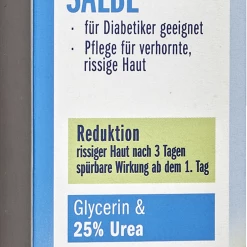 SALBE
· für Diabetiker geeignet
· Pflege für verhornte,
rissige Haut
Reduktion
rissiger Haut nach 3 Tagen
spürbare Wirkung ab dem 1. Tag
Glycerin &
25% Urea